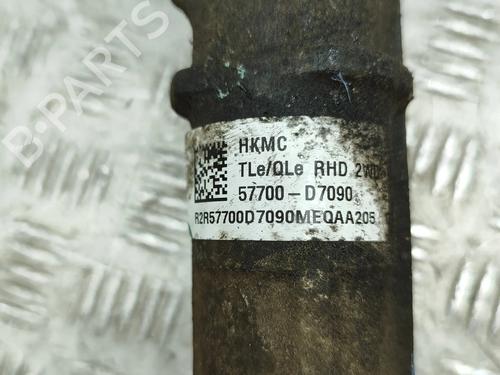 B-PARTS
HKMC
TLe/QLe RHD 2WD
57700-D7090
R2R57700D7090MEQAA205